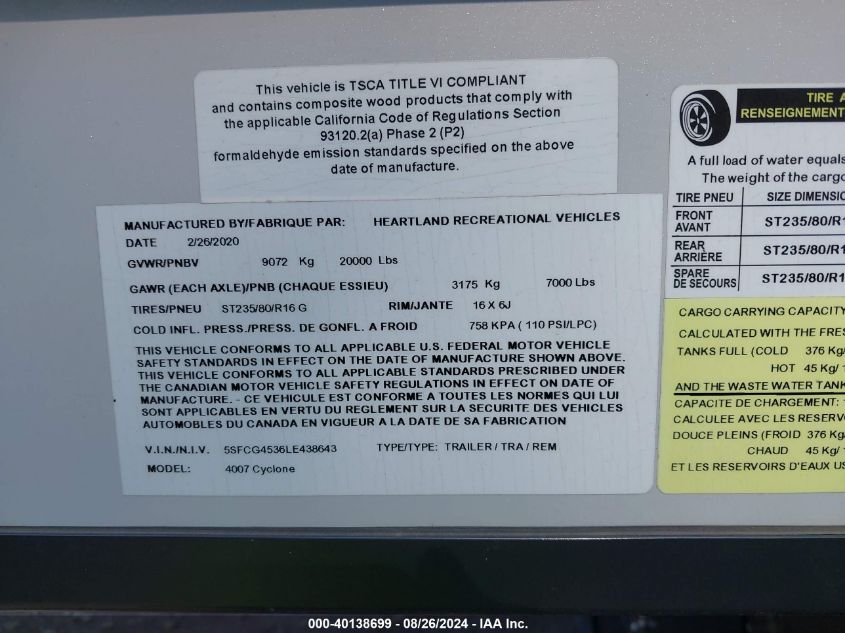 This vehicle is TSCA TITLE VI COMPLIANT
and contains composite wood products that comply with
the applicable California Code of Regulations Section
93120.2(a) Phase 2 (P2)
formaldehyde emission standards specified on the above
date of manufacture.
MANUFACTURED BY/FABRIQUE PAR: HEARTLAND RECREATIONAL VEHICLES
DATE 2/26/2020
GVWR/PNBV 9072 Kg 20000 Lbs
GAWR (EACH AXLE)/PNB (CHAQUE ESSIEU) 3175 Kg 7000 Lbs
TIRES/PNEU ST235/80/R16 G RIM/JANTE 16 X 6J
COLD INFL. PRESS./PRESS. DE GONFL. A FROID 758 KPA ( 110 PSI/LPC)
THIS VEHICLE CONFORMS TO ALL APPLICABLE U.S. FEDERAL MOTOR VEHICLE
SAFETY STANDARDS IN EFFECT ON THE DATE OF MANUFACTURE SHOWN ABOVE.
THIS VEHICLE CONFORMS TO ALL APPLICABLE STANDARDS PRESCRIBED UNDER
THE CANADIAN MOTOR VEHICLE SAFETY REGULATIONS IN EFFECT ON DATE OF
MANUFACTURE. - CE VEHICULE EST CONFORME A TOUTES LES NORMES QUI LUI
SONT APPLICABLES EN VERTU DU REGLEMENT SUR LA SECURITE DES VEHICLES
AUTOMOBILES DU CANADA EN VIGUEUR A LA DATE DE SA FABRICATION
V.I.N./N.I.V. 5SFCG4536LE438643 TYPE/TYPE: TRAILER / TRA / REM
MODEL: 4007 Cyclone
TIRE A
RENSEIGNEMENT
A full load of water equals
The weight of the cargo
TIRE PNEU SIZE DIMENSI
FRONT
AVANT ST235/80/R1
REAR
ARRIÈRE ST235/80/R1
SPARE
DE SECOURS ST235/80/R1
CARGO CARRYING CAPACITY
CALCULATED WITH THE FRES
TANKS FULL (COLD 376 Kg/
HOT 45 Kg/ 1
AND THE WASTE WATER TANK
CAPACITE DE CHARGEMENT: 1
CALCULEE AVEC LES RESERV
DOUCE PLEINS (FROID 376 Kg/
CHAUD 45 Kg/ 1
ET LES RESERVOIRS D'EAUX US
000-40138699 - 08/26/2024 - IAA Inc.